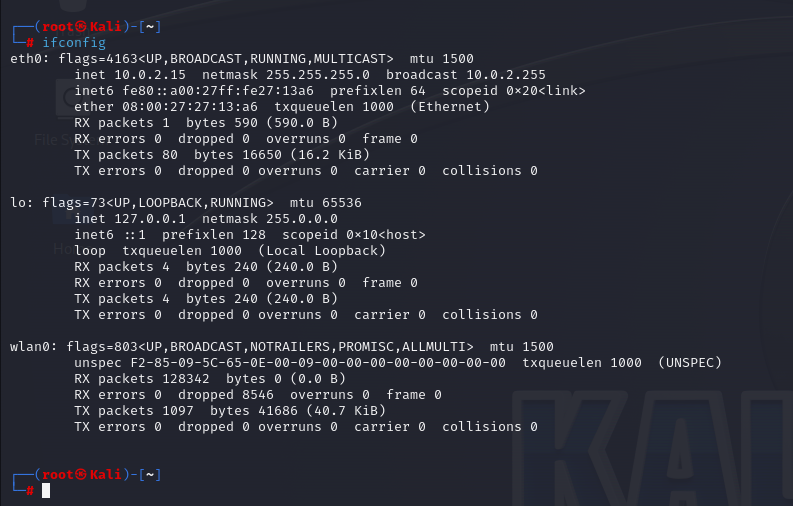 ┌──(root㉿Kali)-[~]
└─# ifconfig
eth0: flags=4163<UP,BROADCAST,RUNNING,MULTICAST>  mtu 1500
        inet 10.0.2.15  netmask 255.255.255.0  broadcast 10.0.2.255
        inet6 fe80::a00:27ff:fe27:13a6  prefixlen 64  scopeid 0×20<link>
        ether 08:00:27:27:13:a6  txqueuelen 1000  (Ethernet)
        RX packets 1  bytes 590 (590.0 B)
        RX errors 0  dropped 0  overruns 0  frame 0
        TX packets 80  bytes 16650 (16.2 KiB)
        TX errors 0  dropped 0 overruns 0  carrier 0  collisions 0

lo: flags=73<UP,LOOPBACK,RUNNING>  mtu 65536
        inet 127.0.0.1  netmask 255.0.0.0
        inet6 ::1  prefixlen 128  scopeid 0×10<host>
        loop  txqueuelen 1000  (Local Loopback)
        RX packets 4  bytes 240 (240.0 B)
        RX errors 0  dropped 0  overruns 0  frame 0
        TX packets 4  bytes 240 (240.0 B)
        TX errors 0  dropped 0 overruns 0  carrier 0  collisions 0

wlan0: flags=803<UP,BROADCAST,NOTRAILERS,PROMISC,ALLMULTI>  mtu 1500
        unspec F2-85-09-5C-65-0E-00-09-00-00-00-00-00-00-00-00  txqueuelen 1000  (UNSPEC)
        RX packets 128342  bytes 0 (0.0 B)
        RX errors 0  dropped 8546  overruns 0  frame 0
        TX packets 1097  bytes 41686 (40.7 KiB)
        TX errors 0  dropped 0 overruns 0  carrier 0  collisions 0

┌──(root㉿Kali)-[~]
└─#